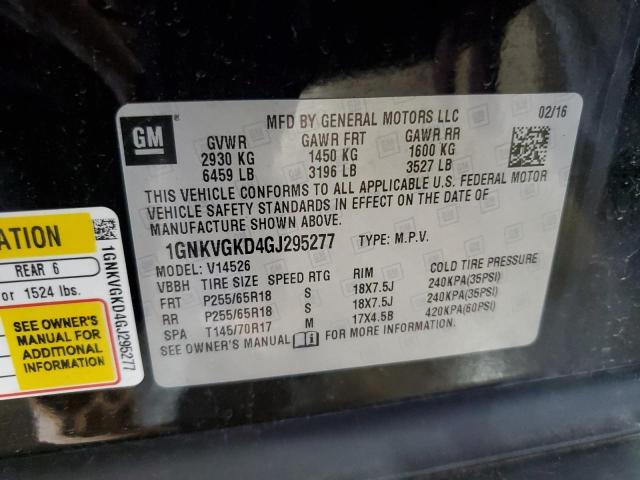 GM
MFD BY GENERAL MOTORS LLC
02/16
GVWR GAWR FRT GAWR RR
2930 KG 1450 KG 1600 KG
6459 LB 3196 LB 3527 LB
THIS VEHICLE CONFORMS TO ALL APPLICABLE U.S. FEDERAL MOTOR
VEHICLE SAFETY STANDARDS IN EFFECT ON THE DATE OF
MANUFACTURE SHOWN ABOVE.
1GNKVGKD4GJ295277 TYPE: M.P.V.
MODEL: V14526
VBBH TIRE SIZE SPEED RTG RIM COLD TIRE PRESSURE
FRT P255/65R18 S 18X7.5J 240KPA(35PSI)
RR P255/65R18 S 18X7.5J 240KPA(35PSI)
SPA T145/70R17 M 17X4.5B 420KPA(60PSI)
SEE OWNER'S MANUAL FOR MORE INFORMATION.
ATION
REAR 6
or 1524 lbs.
SEE OWNER'S
MANUAL FOR
ADDITIONAL
INFORMATION
1GNKVGKD4GJ295277